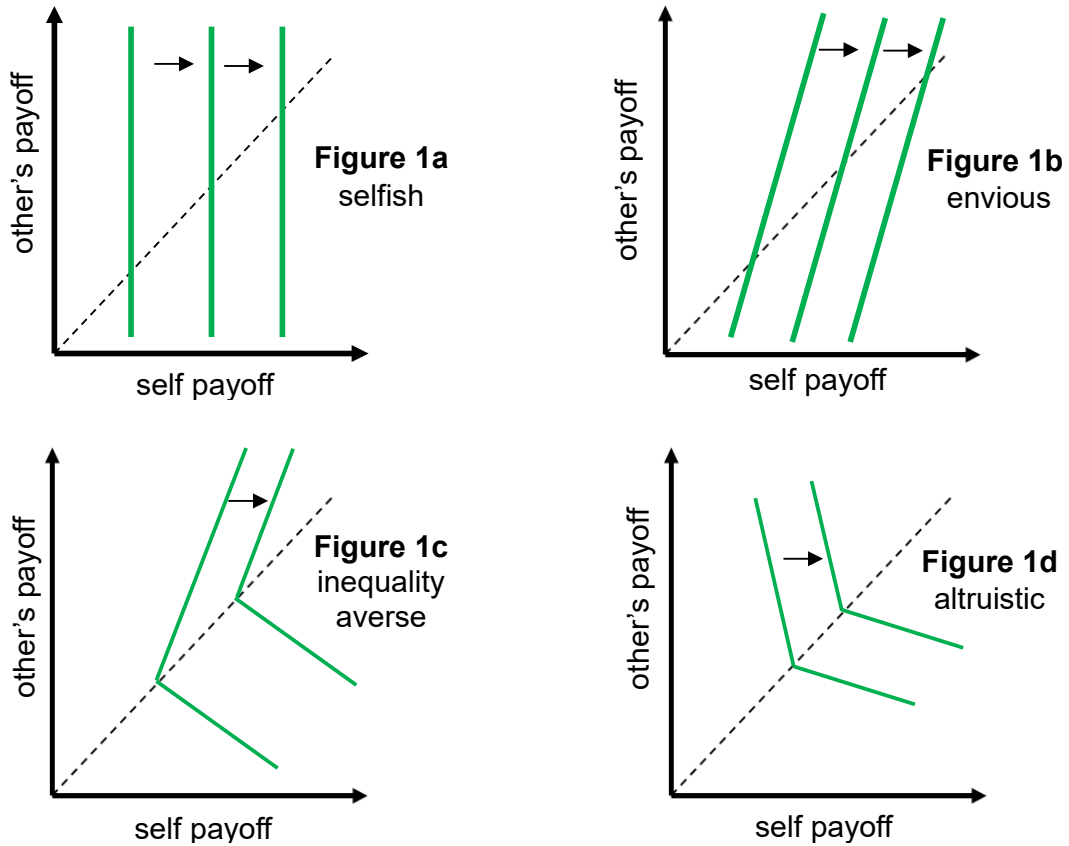 other's payoff
Figure 1a
selfish
self payoff
other's payoff
Figure 1b
envious
self payoff
other's payoff
Figure 1c
inequality
averse
self payoff
other's payoff
Figure 1d
altruistic
self payoff